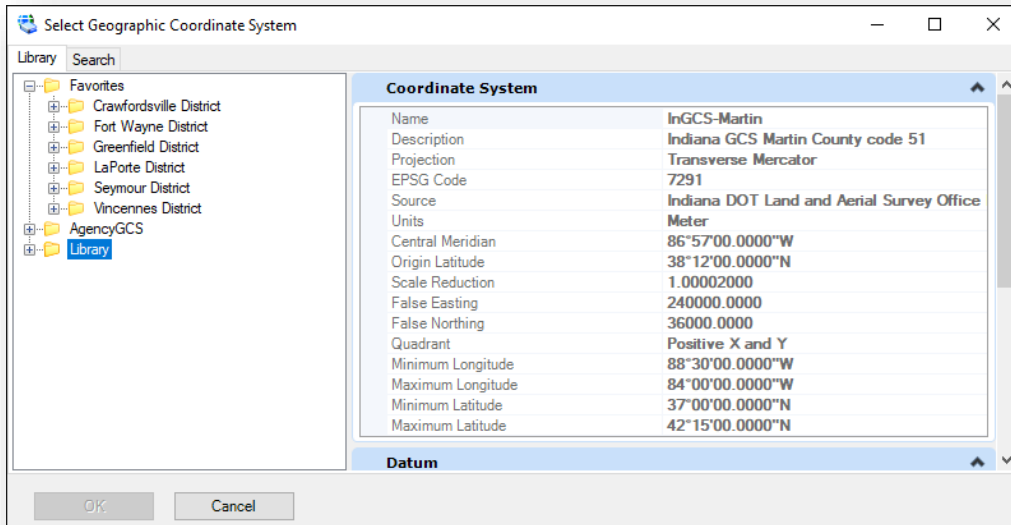 Select Geographic Coordinate System
Library Search
Favorites
Crawfordsville District
Fort Wayne District
Greenfield District
LaPorte District
Seymour District
Vincennes District
AgencyGCS
Library
Coordinate System
Name InGCS-Martin
Description Indiana GCS Martin County code 51
Projection Transverse Mercator
EPSG Code 7291
Source Indiana DOT Land and Aerial Survey Office
Units Meter
Central Meridian 86°57'00.0000"W
Origin Latitude 38°12'00.0000"N
Scale Reduction 1.00002000
False Easting 240000.0000
False Northing 36000.0000
Quadrant Positive X and Y
Minimum Longitude 88°30'00.0000"W
Maximum Longitude 84°00'00.0000"W
Minimum Latitude 37°00'00.0000"N
Maximum Latitude 42°15'00.0000"N
Datum
OK Cancel